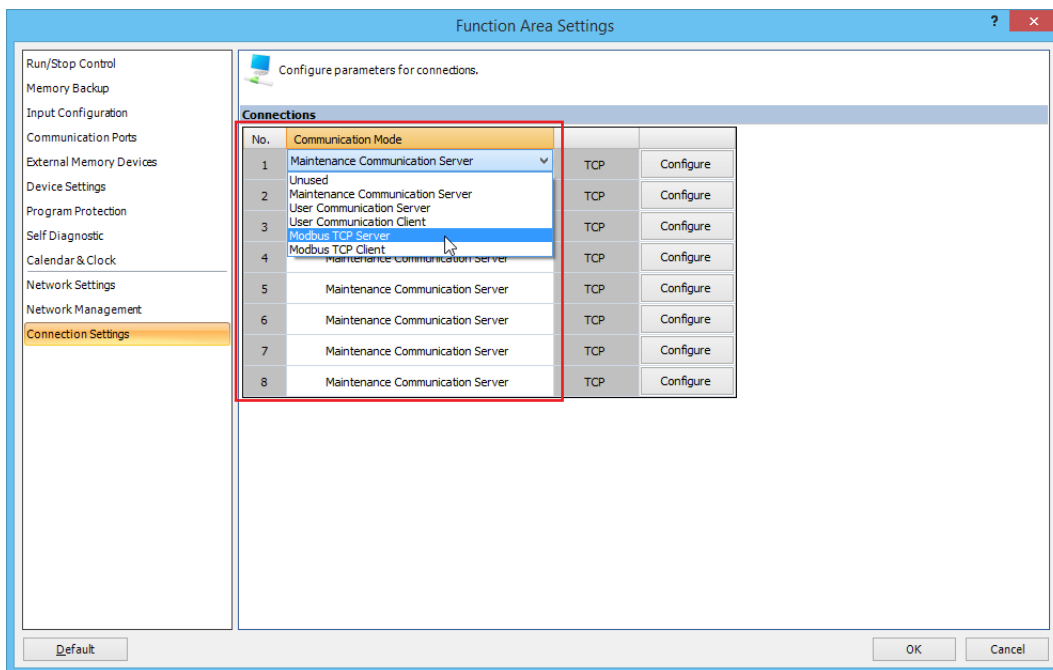 Function Area Settings
? ×
Run/Stop Control
Memory Backup
Input Configuration
Communication Ports
External Memory Devices
Device Settings
Program Protection
Self Diagnostic
Calendar & Clock
Network Settings
Network Management
Connection Settings
Configure parameters for connections.
Connections
No. Communication Mode
1 Maintenance Communication Server TCP Configure
Unused
Maintenance Communication Server
User Communication Server
User Communication Client
Modbus TCP Server
Modbus TCP Client
2 TCP Configure
3 TCP Configure
4 Maintenance Communication Server TCP Configure
5 Maintenance Communication Server TCP Configure
6 Maintenance Communication Server TCP Configure
7 Maintenance Communication Server TCP Configure
8 Maintenance Communication Server TCP Configure
Default OK Cancel